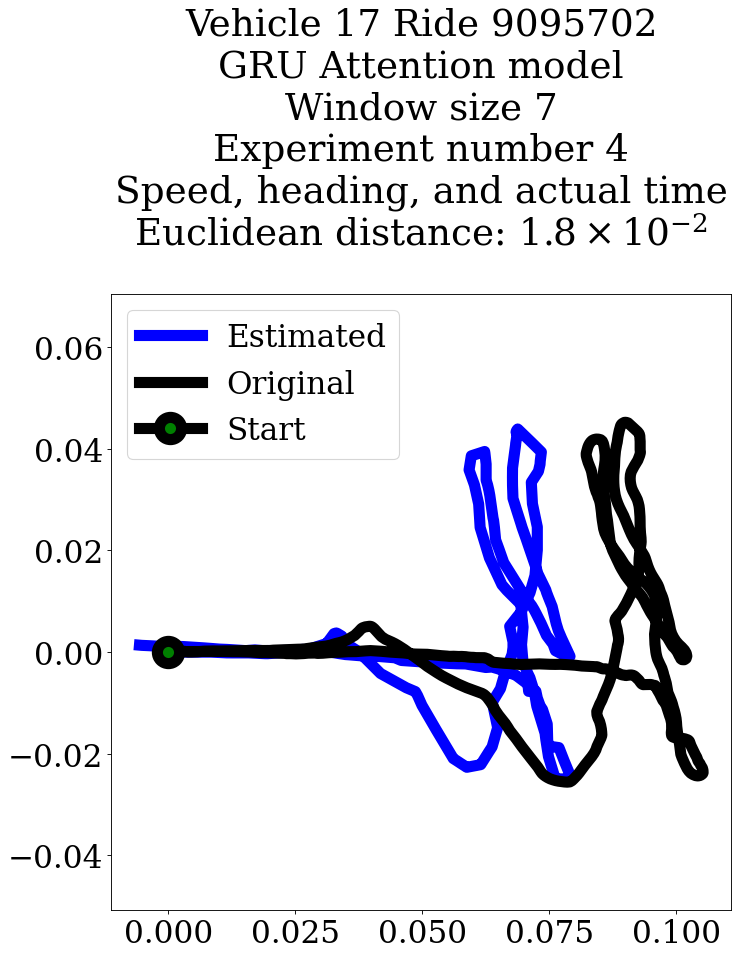 Vehicle 17 Ride 9095702
GRU Attention model
Window size 7
Experiment number 4
Speed, heading, and actual time
Euclidean distance: 1.8 × 10⁻²
Estimated
Original
Start
0.06
0.04
0.02
0.00
−0.02
−0.04
0.000 0.025 0.050 0.075 0.100